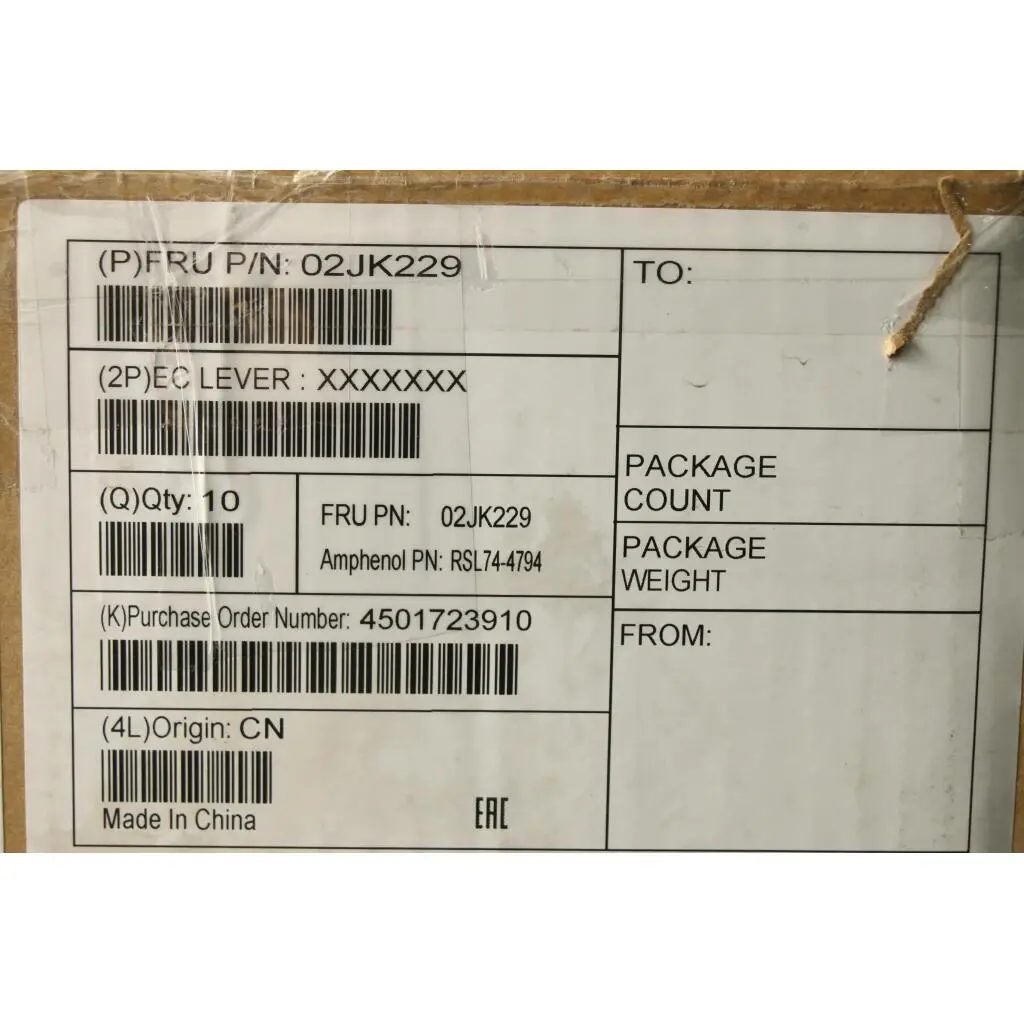 (P)FRU P/N: 02JK229
(2P)EC LEVER : XXXXXXX
(Q)Qty: 10
FRU PN: 02JK229
Amphenol PN: RSL74-4794
(K)Purchase Order Number: 4501723910
(4L)Origin: CN
Made In China
EAC
TO:
PACKAGE
COUNT
PACKAGE
WEIGHT
FROM: